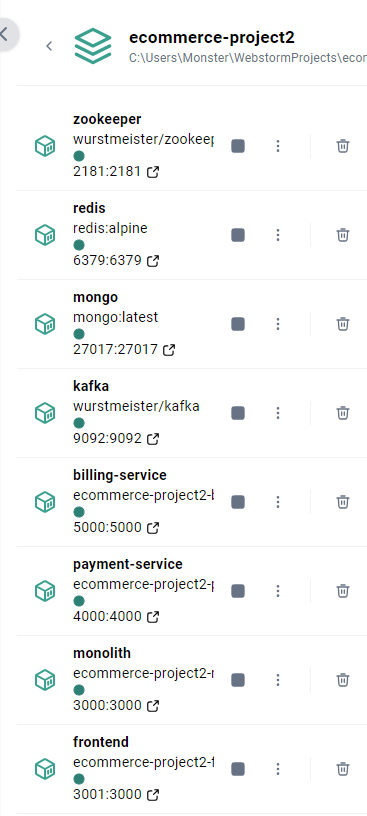 ecommerce-project2
C:\Users\Monster\WebstormProjects\ecor
zookeeper
wurstmeister/zookeep
2181:2181
redis
redis:alpine
6379:6379
mongo
mongo:latest
27017:27017
kafka
wurstmeister/kafka
9092:9092
billing-service
ecommerce-project2-b
5000:5000
payment-service
ecommerce-project2-p
4000:4000
monolith
ecommerce-project2-r
3000:3000
frontend
ecommerce-project2-f
3001:3000